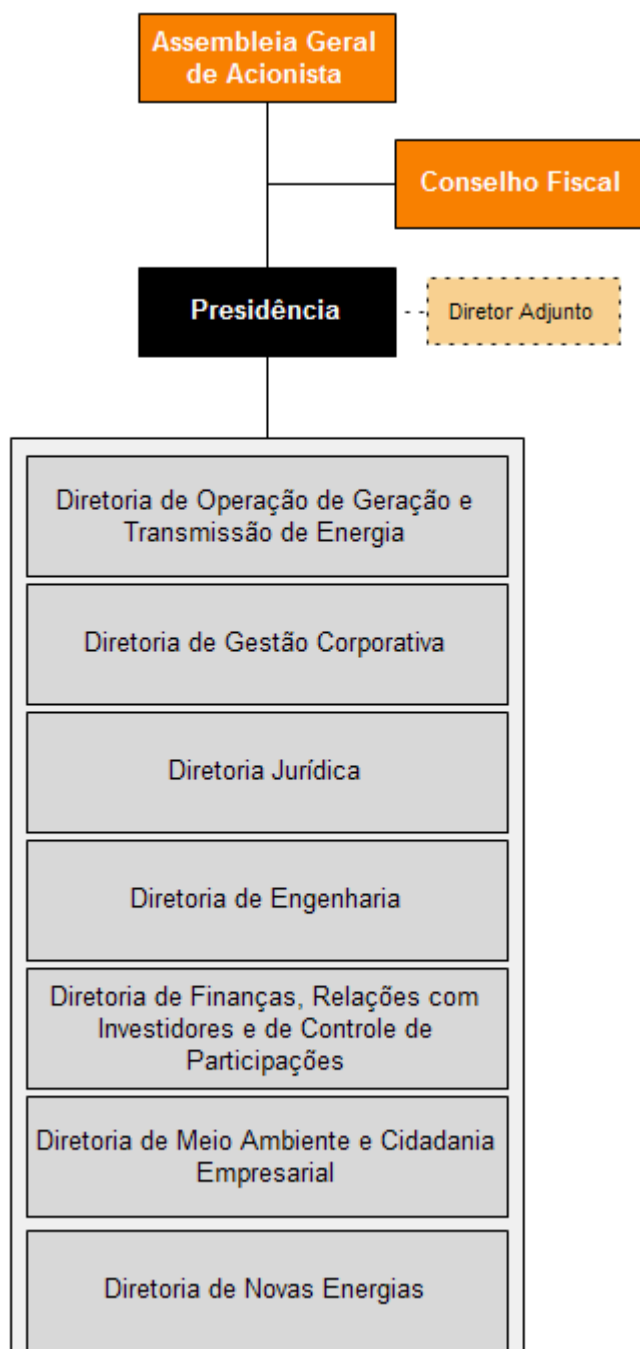 Assembleia Geral
de Acionista
Conselho Fiscal
Presidência
Diretor Adjunto
Diretoria de Operação de Geração e
Transmissão de Energia
Diretoria de Gestão Corporativa
Diretoria Jurídica
Diretoria de Engenharia
Diretoria de Finanças, Relações com
Investidores e de Controle de
Participações
Diretoria de Meio Ambiente e Cidadania
Empresarial
Diretoria de Novas Energias